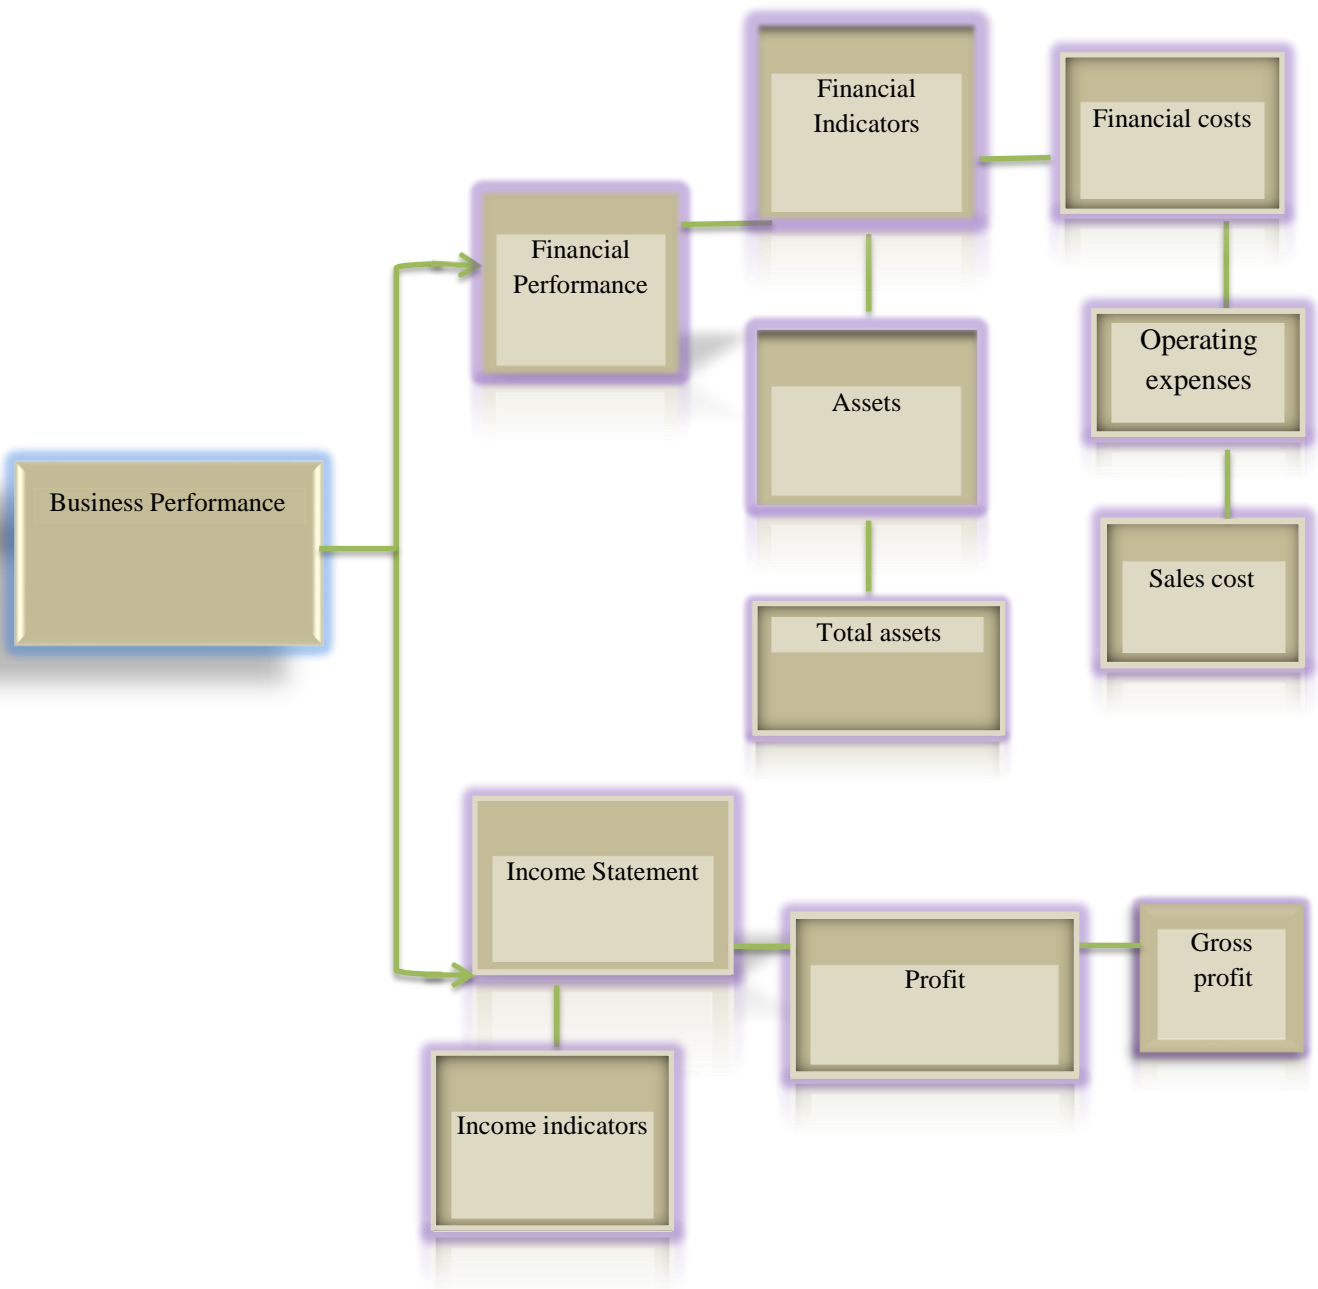 Financial
Indicators
Financial costs
Financial
Performance
Operating
expenses
Assets
Business Performance
Sales cost
Total assets
Income Statement
Gross
profit
Profit
Income indicators